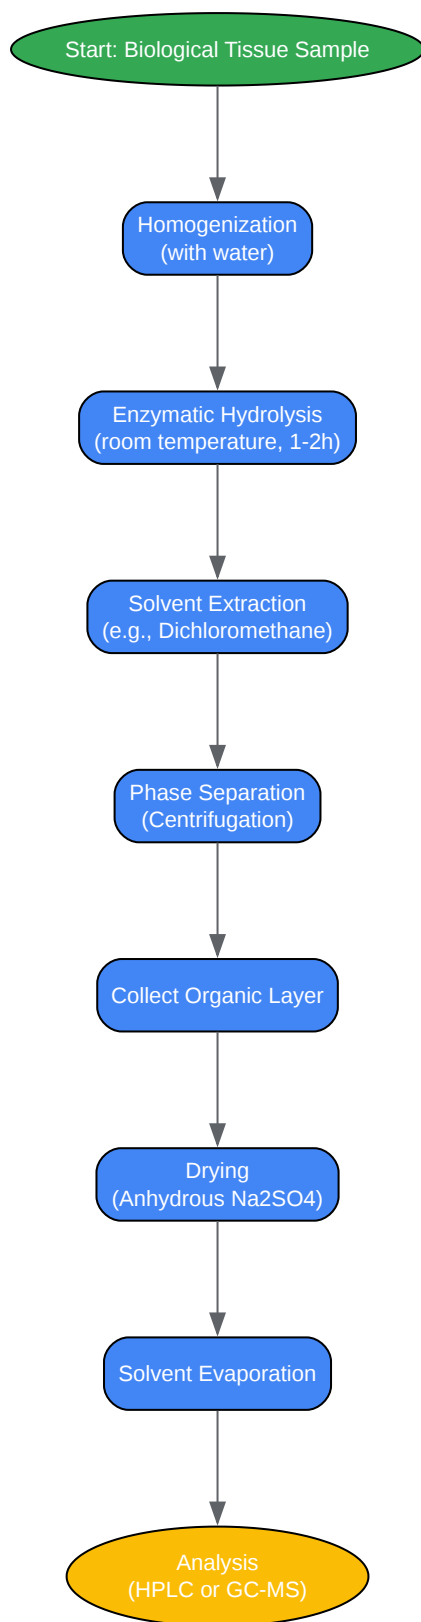 Start: Biological Tissue Sample
Homogenization
(with water)
Enzymatic Hydrolysis
(room temperature, 1-2h)
Solvent Extraction
(e.g., Dichloromethane)
Phase Separation
(Centrifugation)
Collect Organic Layer
Drying
(Anhydrous Na2SO4)
Solvent Evaporation
Analysis
(HPLC or GC-MS)